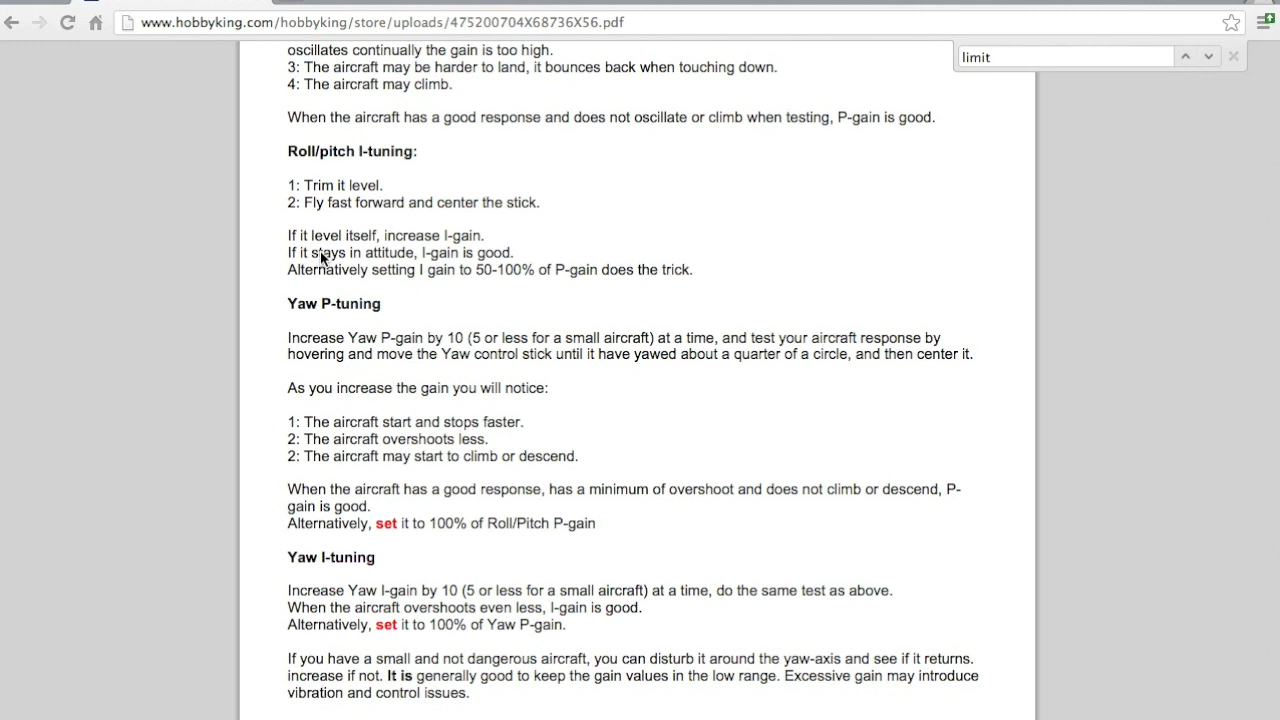 www.hobbyking.com/hobbyking/store/uploads/475200704X68736X56.pdf
limit
oscillates continually the gain is too high.
3: The aircraft may be harder to land, it bounces back when touching down.
4: The aircraft may climb.
When the aircraft has a good response and does not oscillate or climb when testing, P-gain is good.
Roll/pitch I-tuning:
1: Trim it level.
2: Fly fast forward and center the stick.
If it level itself, increase I-gain.
If it stays in attitude, I-gain is good.
Alternatively setting I gain to 50-100% of P-gain does the trick.
Yaw P-tuning
Increase Yaw P-gain by 10 (5 or less for a small aircraft) at a time, and test your aircraft response by
hovering and move the Yaw control stick until it have yawed about a quarter of a circle, and then center it.
As you increase the gain you will notice:
1: The aircraft start and stops faster.
2: The aircraft overshoots less.
2: The aircraft may start to climb or descend.
When the aircraft has a good response, has a minimum of overshoot and does not climb or descend, P-
gain is good.
Alternatively, set it to 100% of Roll/Pitch P-gain
Yaw I-tuning
Increase Yaw I-gain by 10 (5 or less for a small aircraft) at a time, do the same test as above.
When the aircraft overshoots even less, I-gain is good.
Alternatively, set it to 100% of Yaw P-gain.
If you have a small and not dangerous aircraft, you can disturb it around the yaw-axis and see if it returns.
increase if not. It is generally good to keep the gain values in the low range. Excessive gain may introduce
vibration and control issues.